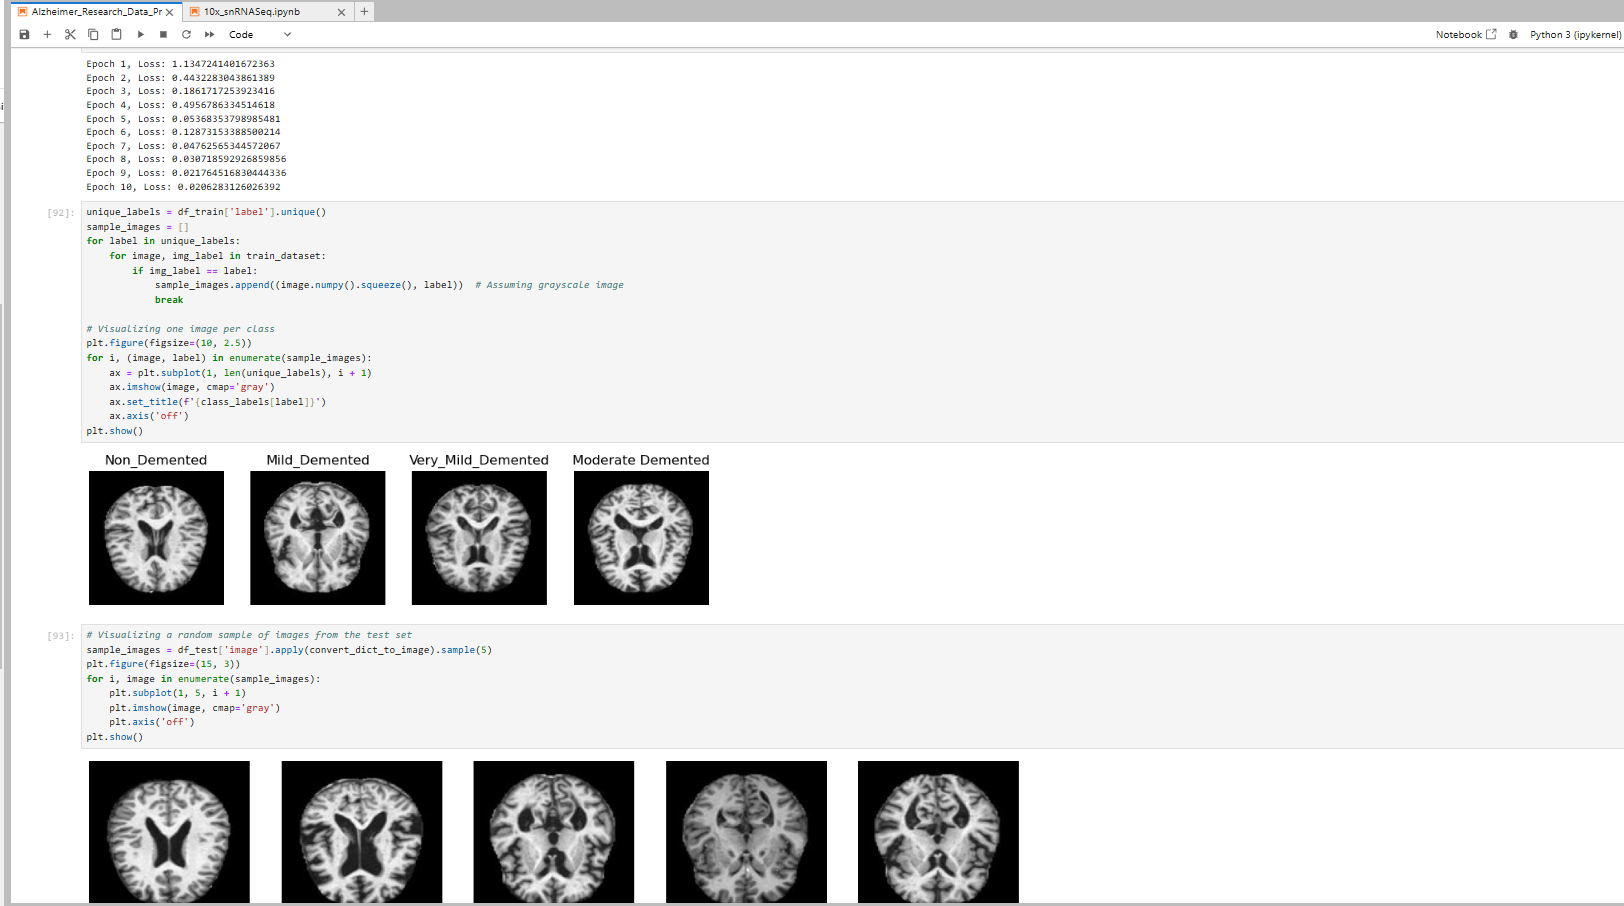 Alzheimer_Research_Data_Pr
10x_snRNASeq.ipynb
Code
Notebook
Python 3 (ipykernel)
Epoch 1, Loss: 1.1347241401672363
Epoch 2, Loss: 0.4432283043861389
Epoch 3, Loss: 0.1861717253923416
Epoch 4, Loss: 0.4956786334514618
Epoch 5, Loss: 0.05368353798985481
Epoch 6, Loss: 0.12873153388500214
Epoch 7, Loss: 0.04762565344572067
Epoch 8, Loss: 0.030718592926859856
Epoch 9, Loss: 0.021764516830444336
Epoch 10, Loss: 0.0206283126026392
[92]:
unique_labels = df_train['label'].unique()
sample_images = []
for label in unique_labels:
    for image, img_label in train_dataset:
        if img_label == label:
            sample_images.append((image.numpy().squeeze(), label))  # Assuming grayscale image
            break
# Visualizing one image per class
plt.figure(figsize=(10, 2.5))
for i, (image, label) in enumerate(sample_images):
    ax = plt.subplot(1, len(unique_labels), i + 1)
    ax.imshow(image, cmap='gray')
    ax.set_title(f'{class_labels[label]}')
    ax.axis('off')
plt.show()
Non_Demented
Mild_Demented
Very_Mild_Demented
Moderate Demented
[93]:
# Visualizing a random sample of images from the test set
sample_images = df_test['image'].apply(convert_dict_to_image).sample(5)
plt.figure(figsize=(15, 3))
for i, image in enumerate(sample_images):
    plt.subplot(1, 5, i + 1)
    plt.imshow(image, cmap='gray')
    plt.axis('off')
plt.show()